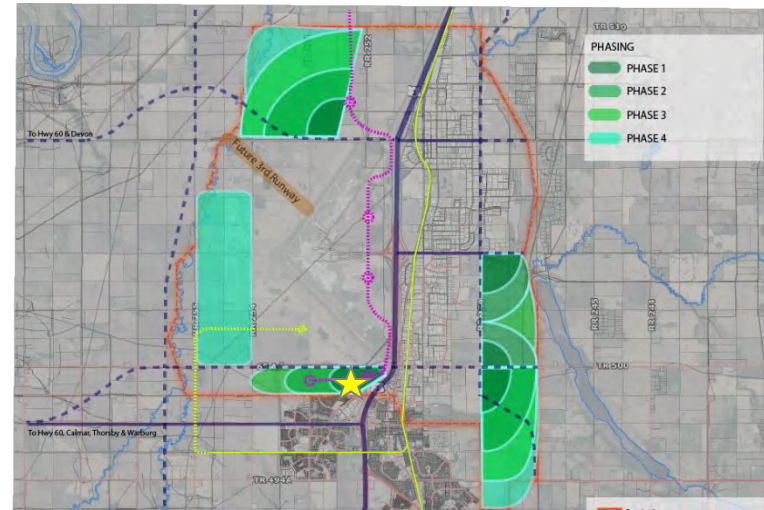 TR 510
RR 252
PHASING
PHASE 1
PHASE 2
PHASE 3
PHASE 4
To Hwy 60 & Devon
Future 3rd Runway
RR 243
RR 241
TR 500
To Hwy 60, Calmar, Thorsby & Warburg
TR 494A